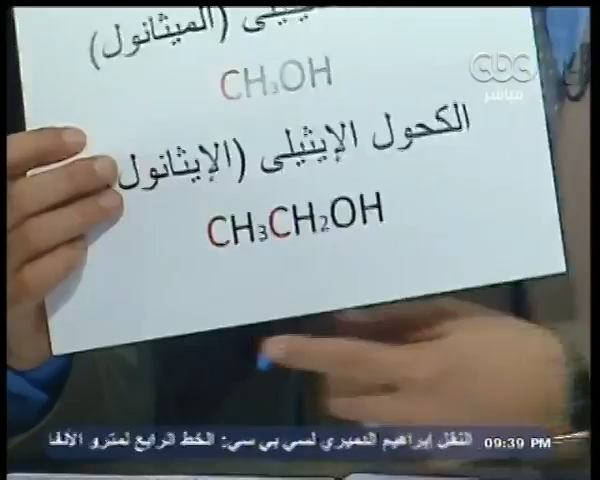 (الميثانول)
CH₃OH
الكحول الإيثيلى (الإيثانول
CH₃CH₂OH
cbc
مباشر
النقل إبراهيم الدميري لسي بي سي: الخط الرابع لمترو الأنفا
09:39 PM